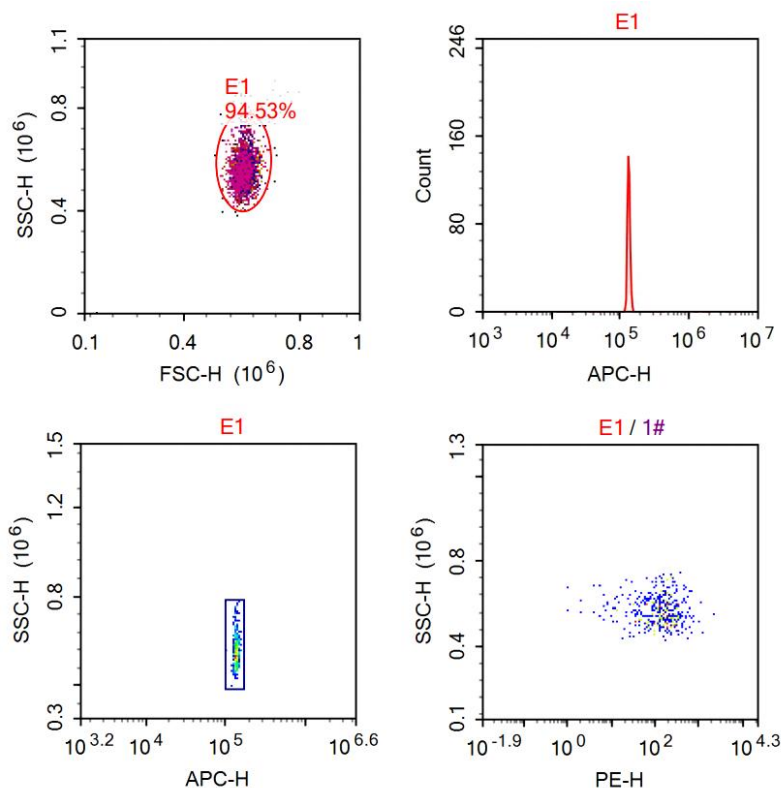 1.1
0.8
0.4
0
SSC-H (10^6)
E1
94.53%
0.1
0.4
0.8
1
FSC-H (10^6)
E1
246
160
80
0
Count
10^3
10^4
10^5
10^6
10^7
APC-H
E1
1.5
1.2
0.8
0.3
SSC-H (10^6)
10^3.2
10^4
10^5
10^6.6
APC-H
E1 / 1#
1.3
0.8
0.4
0.1
SSC-H (10^6)
10^-1.9
10^0
10^2
10^4.3
PE-H